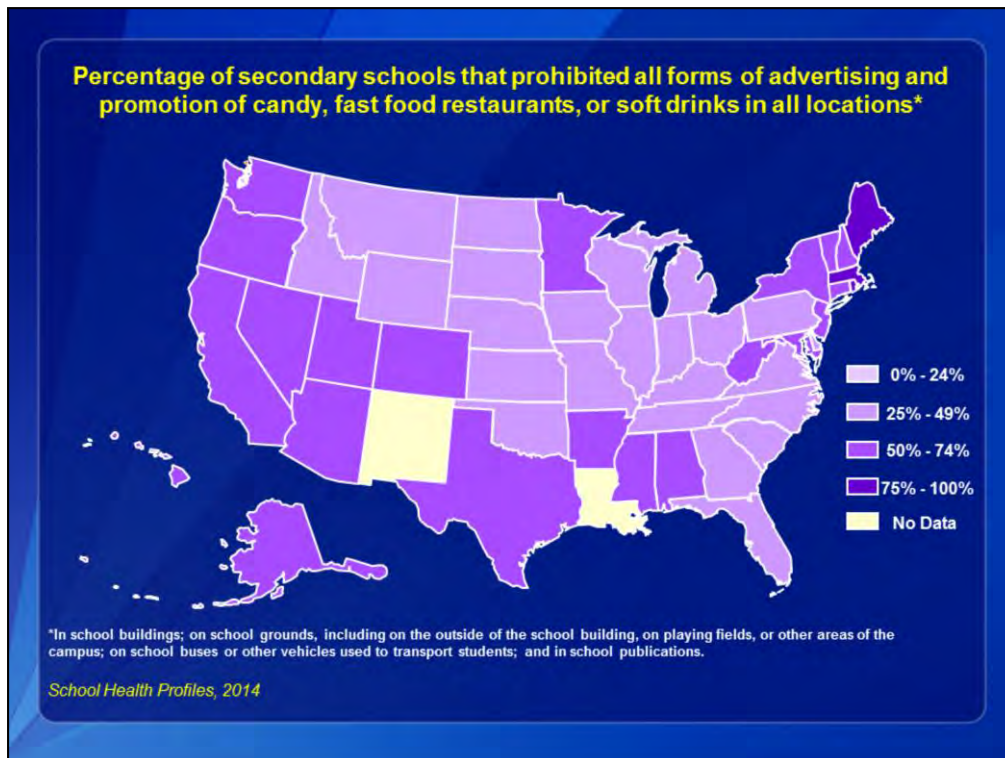 Percentage of secondary schools that prohibited all forms of advertising and
promotion of candy, fast food restaurants, or soft drinks in all locations*
0% - 24%
25% - 49%
50% - 74%
75% - 100%
No Data
*In school buildings; on school grounds, including on the outside of the school building, on playing fields, or other areas of the
campus; on school buses or other vehicles used to transport students; and in school publications.
School Health Profiles, 2014